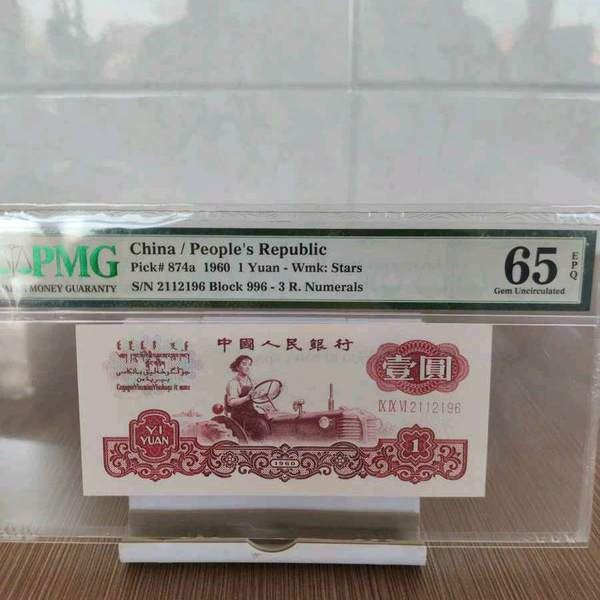 PMG
MONEY GUARANTY
China / People's Republic
Pick# 874a 1960 1 Yuan - Wmk: Stars
S/N 2112196 Block 996 - 3 R. Numerals
65
EPQ
Gem Uncirculated
中國人民銀行
壹圓
IX IX VI 2112196
YI
YUAN
1960
1